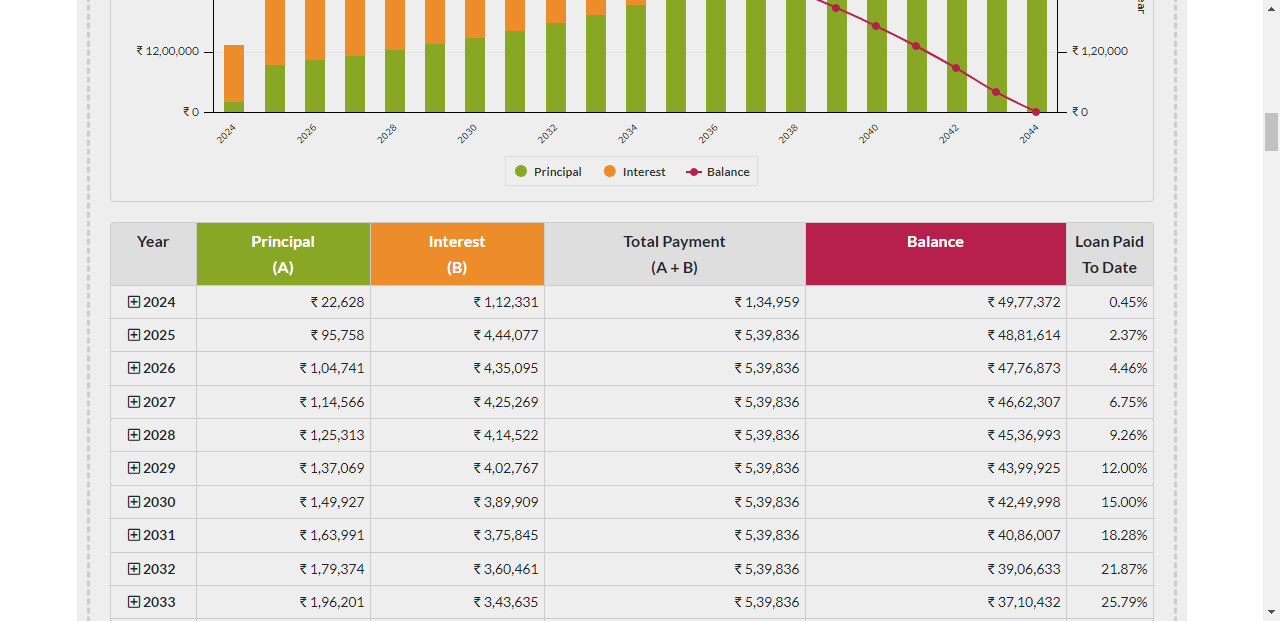 ear
₹ 12,00,000
₹ 1,20,000
₹ 0
₹ 0
2024 2026 2028 2030 2032 2034 2036 2038 2040 2042 2044
Principal Interest Balance
Year Principal Interest Total Payment Balance Loan Paid
(A) (B) (A + B) To Date
2024 ₹ 22,628 ₹ 1,12,331 ₹ 1,34,959 ₹ 49,77,372 0.45%
2025 ₹ 95,758 ₹ 4,44,077 ₹ 5,39,836 ₹ 48,81,614 2.37%
2026 ₹ 1,04,741 ₹ 4,35,095 ₹ 5,39,836 ₹ 47,76,873 4.46%
2027 ₹ 1,14,566 ₹ 4,25,269 ₹ 5,39,836 ₹ 46,62,307 6.75%
2028 ₹ 1,25,313 ₹ 4,14,522 ₹ 5,39,836 ₹ 45,36,993 9.26%
2029 ₹ 1,37,069 ₹ 4,02,767 ₹ 5,39,836 ₹ 43,99,925 12.00%
2030 ₹ 1,49,927 ₹ 3,89,909 ₹ 5,39,836 ₹ 42,49,998 15.00%
2031 ₹ 1,63,991 ₹ 3,75,845 ₹ 5,39,836 ₹ 40,86,007 18.28%
2032 ₹ 1,79,374 ₹ 3,60,461 ₹ 5,39,836 ₹ 39,06,633 21.87%
2033 ₹ 1,96,201 ₹ 3,43,635 ₹ 5,39,836 ₹ 37,10,432 25.79%